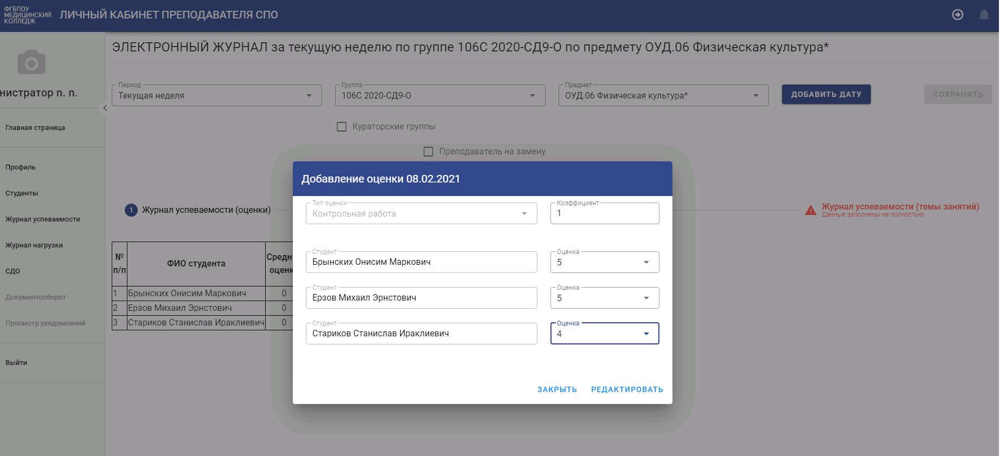 ФГБПОУ
МЕДИЦИНСКИЙ
КОЛЛЕДЖ
ЛИЧНЫЙ КАБИНЕТ ПРЕПОДАВАТЕЛЯ СПО
нистратор n. n.
Главная страница
Профиль
Студенты
Журнал успеваемости
Журнал нагрузки
СДО
Документооборот
Просмотр уведомлений
Выйти
ЭЛЕКТРОННЫЙ ЖУРНАЛ за текущую неделю по группе 106С 2020-СД9-О по предмету ОУД.06 Физическая культура*
Период
Текущая неделя
Группа
106С 2020-СД9-О
Предмет
ОУД.06 Физическая культура*
ДОБАВИТЬ ДАТУ
СОХРАНИТЬ
Кураторские группы
Преподаватель на замену
1 Журнал успеваемости (оценки)
Журнал успеваемости (темы занятий)
Данные заполнены не полностью
№ п/п ФИО студента Средн оценк
1 Брынских Онисим Маркович 0
2 Ерзов Михаил Эрнстович 0
3 Стариков Станислав Ираклиевич 0
Добавление оценки 08.02.2021
Тип оценки
Контрольная работа
Коэффициент
1
Студент
Брынских Онисим Маркович
Оценка
5
Студент
Ерзов Михаил Эрнстович
Оценка
5
Студент
Стариков Станислав Ираклиевич
Оценка
4
ЗАКРЫТЬ
РЕДАКТИРОВАТЬ